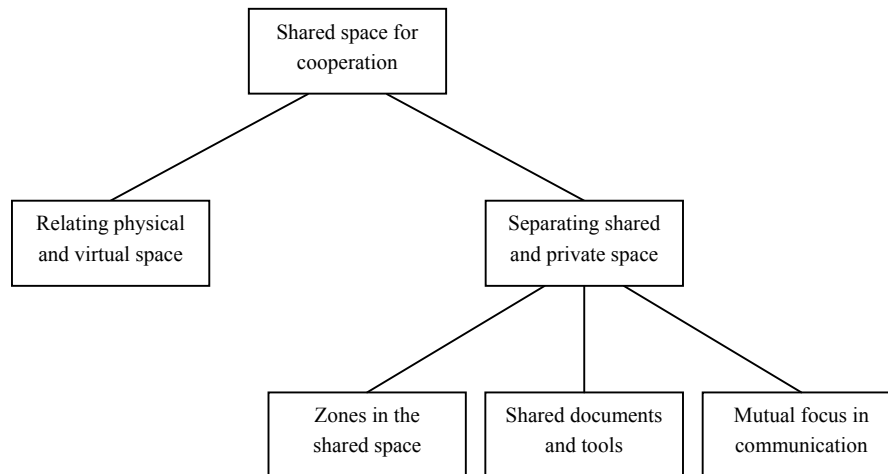 Shared space for
cooperation
Relating physical
and virtual space
Separating shared
and private space
Zones in the
shared space
Shared documents
and tools
Mutual focus in
communication